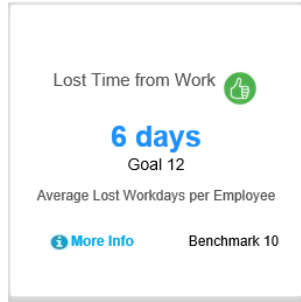 Lost Time from Work
6 days
Goal 12
Average Lost Workdays per Employee
More Info Benchmark 10